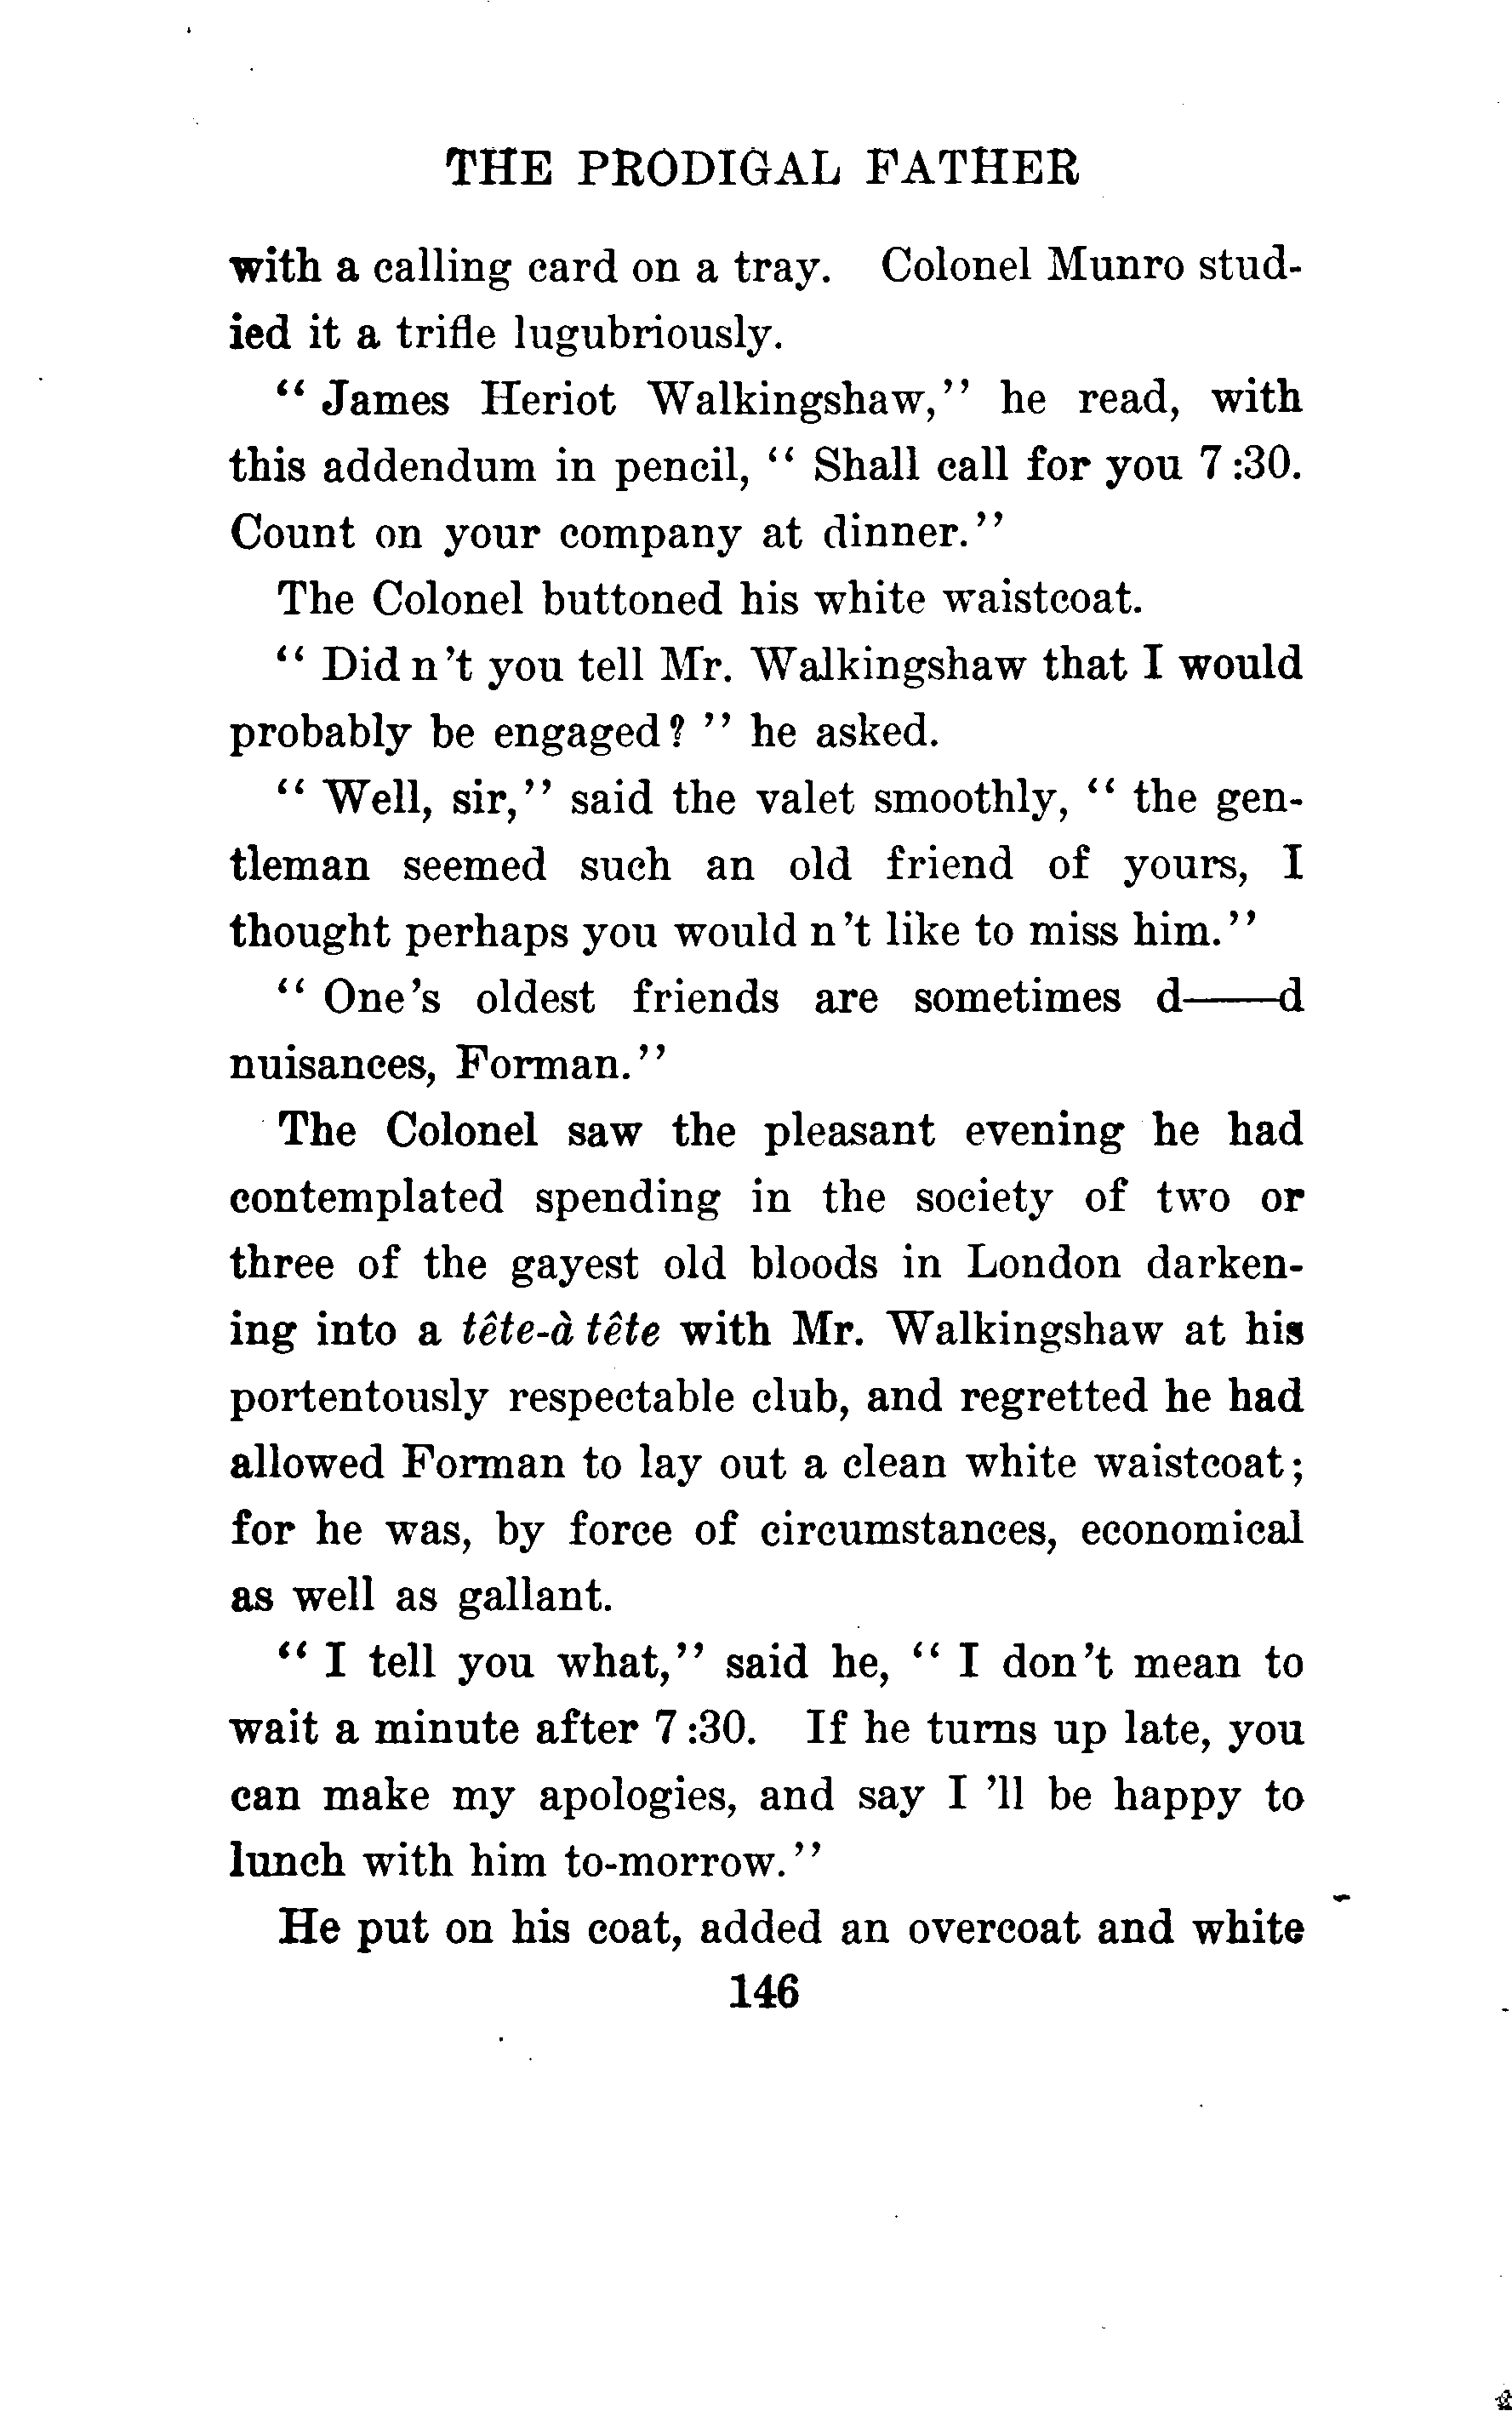 THE PRODIGAL FATHER
with a calling card on a tray. Colonel Munro stud-
ied it a trifle lugubriously.
" James Heriot Walkingshaw," he read, with
this addendum in pencil, " Shall call for you 7 :30.
Count on your company at dinner."
The Colonel buttoned his white waistcoat.
" Did n't you tell Mr. Walkingshaw that I would
probably be engaged? " he asked.
" Well, sir," said the valet smoothly, " the gen-
tleman seemed such an old friend of yours, I
thought perhaps you would n't like to miss him."
" One's oldest friends are sometimes d——d
nuisances, Forman."
The Colonel saw the pleasant evening he had
contemplated spending in the society of two or
three of the gayest old bloods in London darken-
ing into a tête-à tête with Mr. Walkingshaw at his
portentously respectable club, and regretted he had
allowed Forman to lay out a clean white waistcoat;
for he was, by force of circumstances, economical
as well as gallant.
" I tell you what," said he, " I don't mean to
wait a minute after 7 :30. If he turns up late, you
can make my apologies, and say I 'll be happy to
lunch with him to-morrow."
He put on his coat, added an overcoat and white
146